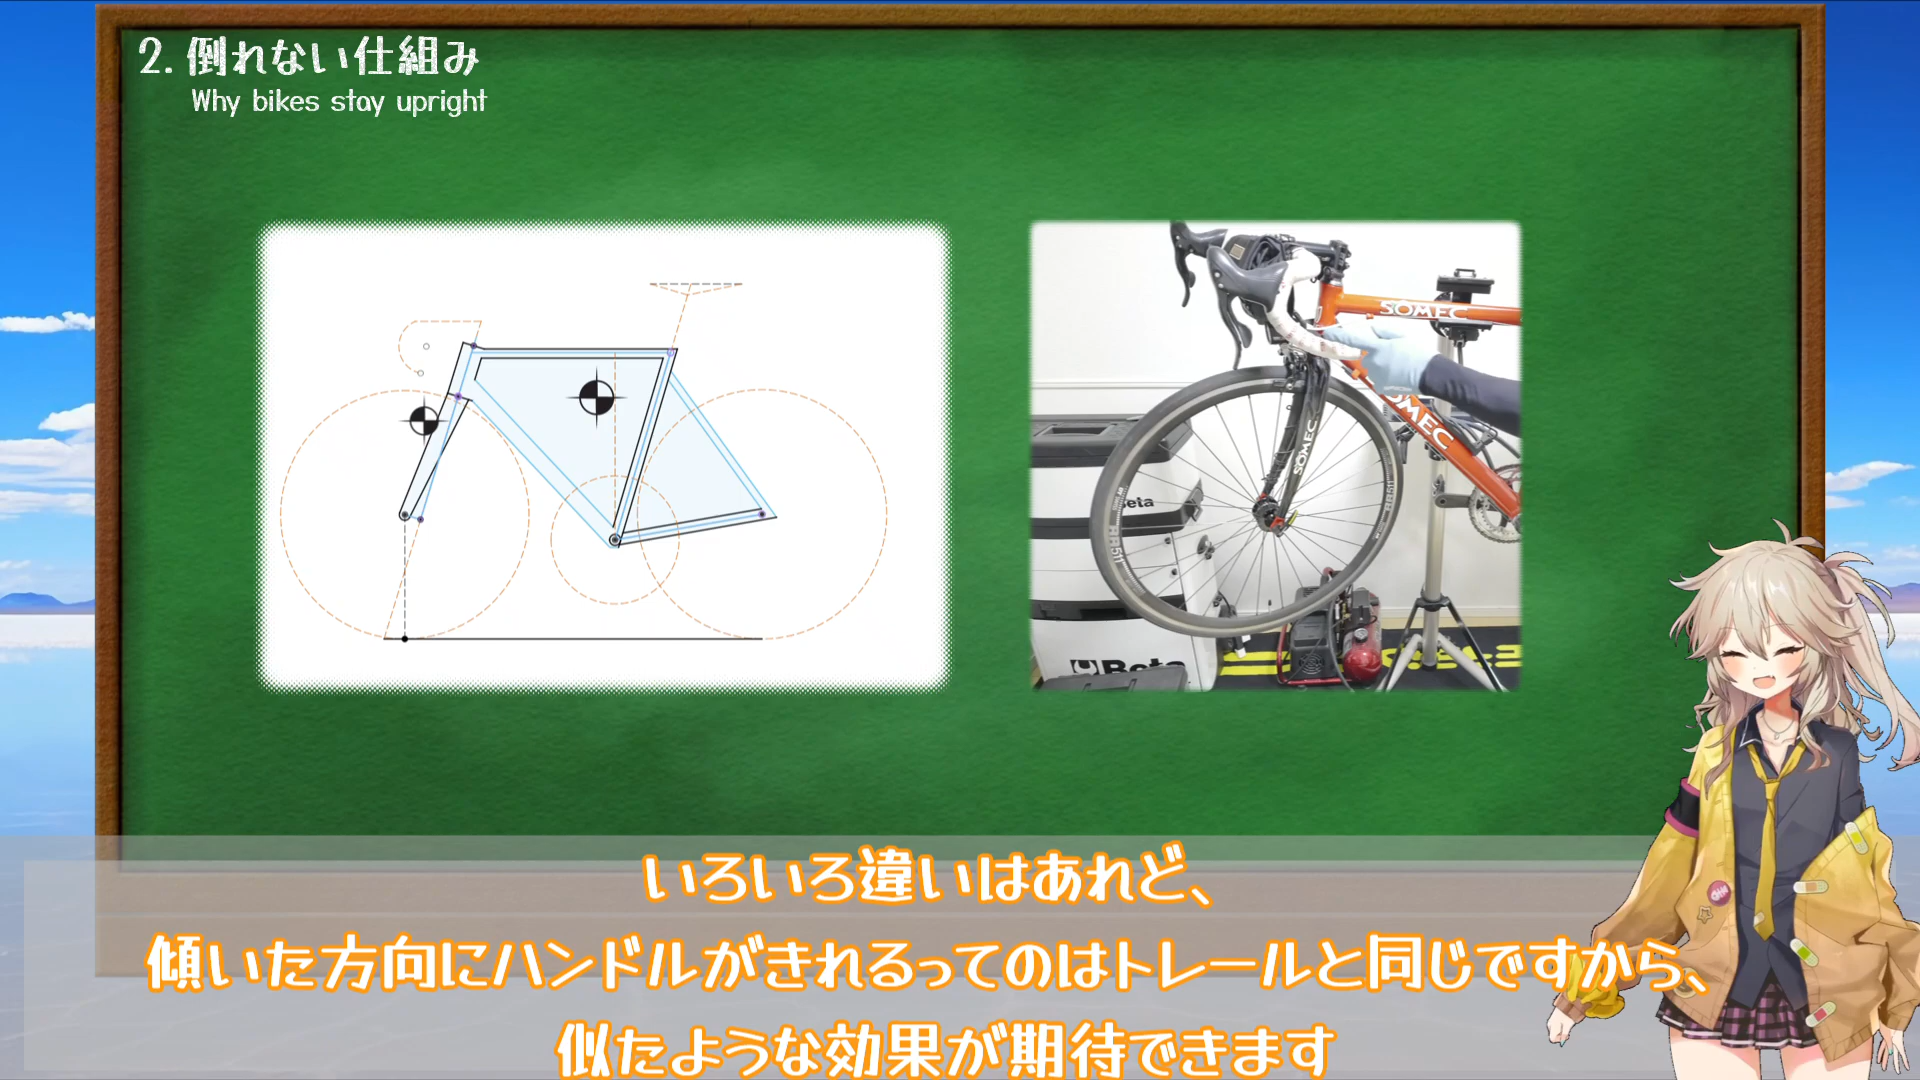 2. 倒れない仕組み
Why bikes stay upright
SOMEC
SOMEC
SOMEC
Beta
Beta
いろいろ違いはあれど、
傾いた方向にハンドルがきれるってのはトレールと同じですから、
似たような効果が期待できます